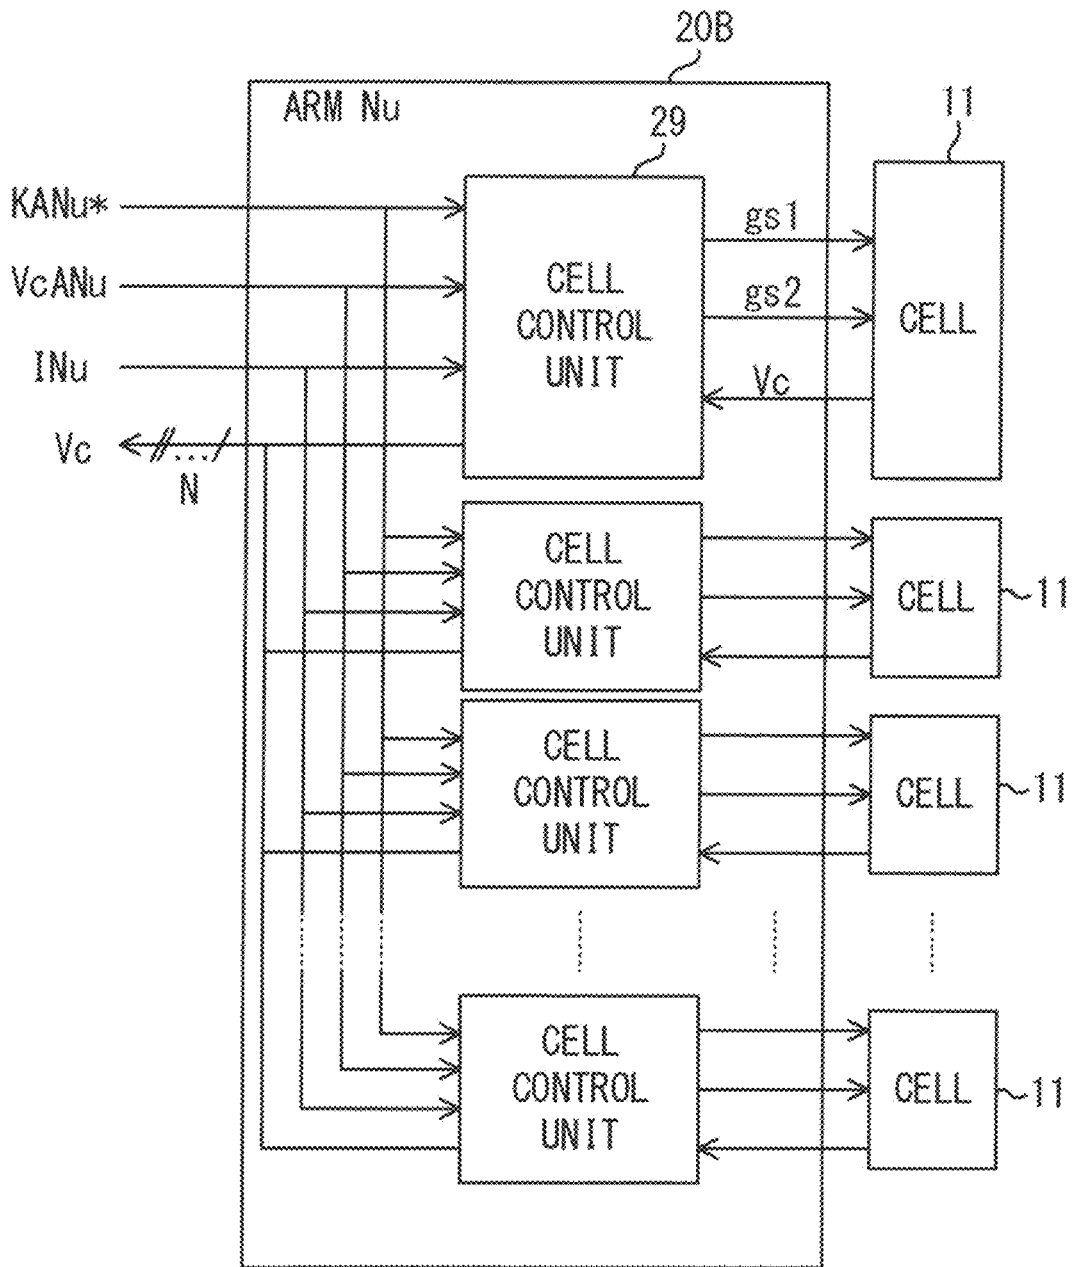 20B
ARM Nu
11
29
KANu*
gs1
VcANu
CELL
CONTROL
UNIT
gs2
CELL
INu
Vc
Vc
//.../
N
CELL
CONTROL
UNIT
CELL
11
CELL
CONTROL
UNIT
CELL
11
CELL
CONTROL
UNIT
CELL
11